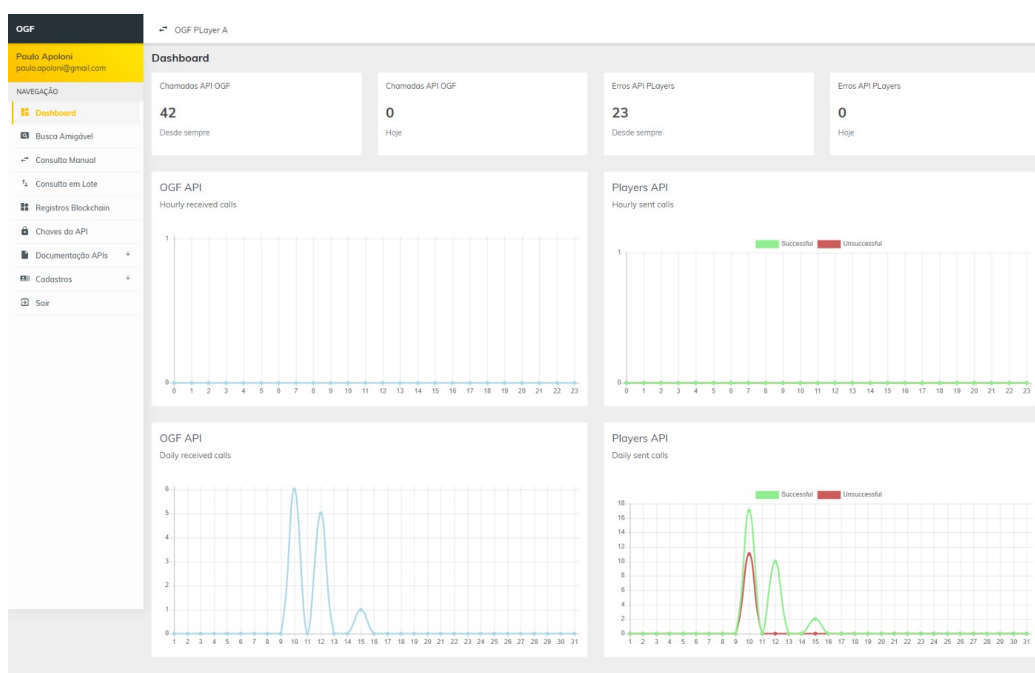 OGF
OGF PLayer A
Paulo Apoloni
paulo.apoloni@gmail.com
NAVEGAÇÃO
Dashboard
Busca Amigável
Consulta Manual
Consulta em Lote
Registros Blockchain
Chaves da API
Documentação APIs +
Cadastros +
Sair
Dashboard
Chamadas API OGF
42
Desde sempre
Chamadas API OGF
0
Hoje
Erros API PLayers
23
Desde sempre
Erros API PLayers
0
Hoje
OGF API
Hourly received calls
1
0
0 1 2 3 4 5 6 7 8 9 10 11 12 13 14 15 16 17 18 19 20 21 22 23
Players API
Hourly sent calls
Successful Unsuccessful
1
0
0 1 2 3 4 5 6 7 8 9 10 11 12 13 14 15 16 17 18 19 20 21 22 23
OGF API
Daily received calls
6
5
4
3
2
1
0
1 2 3 4 5 6 7 8 9 10 11 12 13 14 15 16 17 18 19 20 21 22 23 24 25 26 27 28 29 30 31
Players API
Daily sent calls
Successful Unsuccessful
18
16
14
12
10
8
6
4
2
0
1 2 3 4 5 6 7 8 9 10 11 12 13 14 15 16 17 18 19 20 21 22 23 24 25 26 27 28 29 30 31